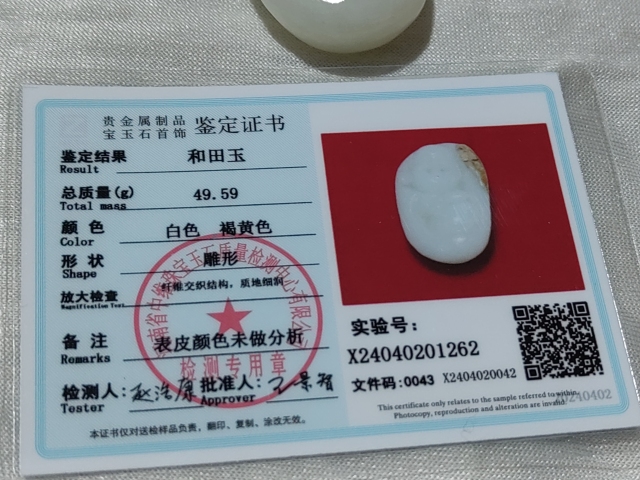 贵金属制品
宝玉石首饰 鉴定证书
鉴定结果 和田玉
Result
总质量(g) 49.59
Total mass
颜色 白色 褐黄色
Color
形状 雕形
Shape
放大检查 纤维交织结构，质地细润
Magnification Test
备注 表皮颜色未做分析
Remarks
检测专用章
检测人: 批准人:
Tester Approver
本证书仅对送检样品负责，翻印、复制、涂改无效。
实验号:
X24040201262
文件码:0043 X2404020042
This certificate only relates to the sample referred to within.
Photocopy, reproduction and alteration are invalid.
20240402